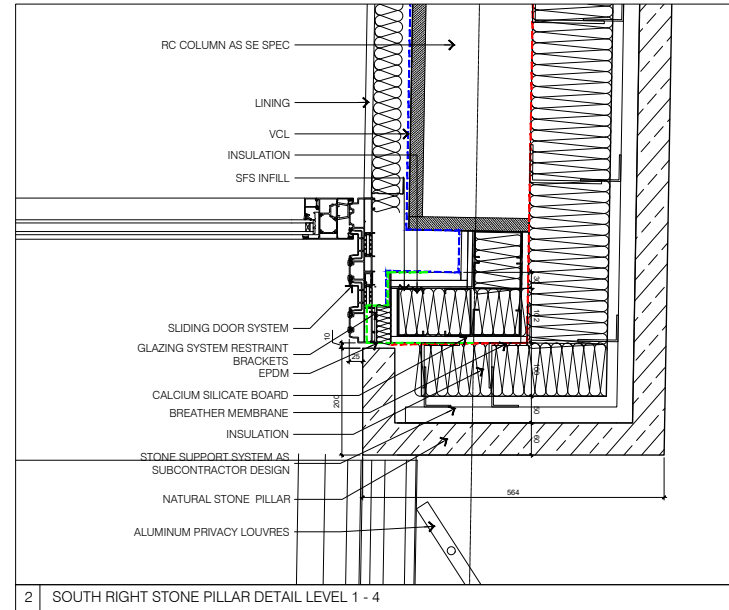 RC COLUMN AS SE SPEC
LINING
VCL
INSULATION
SFS INFILL
SLIDING DOOR SYSTEM
GLAZING SYSTEM RESTRAINT
BRACKETS
EPDM
CALCIUM SILICATE BOARD
BREATHER MEMBRANE
INSULATION
STONE SUPPORT SYSTEM AS
SUBCONTRACTOR DESIGN
NATURAL STONE PILLAR
ALUMINUM PRIVACY LOUVRES
10
25
200
30
102
100
50
60
564
2 SOUTH RIGHT STONE PILLAR DETAIL LEVEL 1 - 4